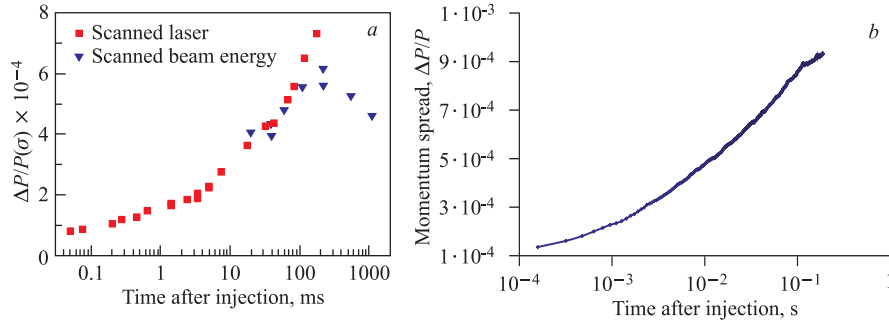 a
Scanned laser
Scanned beam energy
ΔP/P(σ) × 10⁻⁴
8
6
4
2
0
0.1
1
10
100
1000
Time after injection, ms
b
Momentum spread, ΔP/P
1·10⁻³
9·10⁻⁴
7·10⁻⁴
5·10⁻⁴
3·10⁻⁴
1·10⁻⁴
10⁻⁴
10⁻³
10⁻²
10⁻¹
1
Time after injection, s